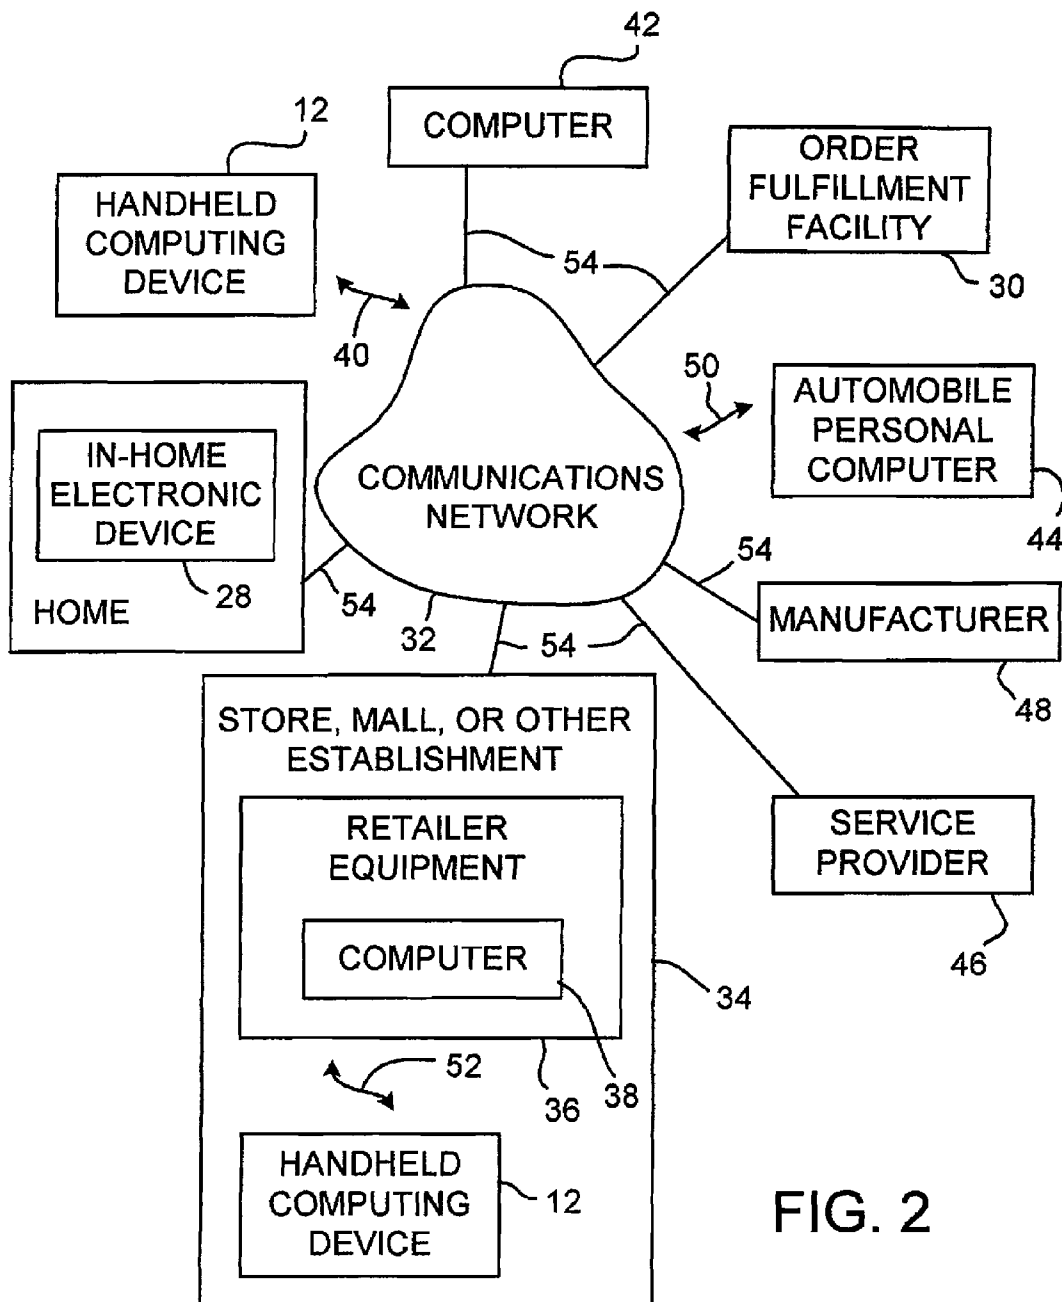 42
COMPUTER
12
HANDHELD
COMPUTING
DEVICE
ORDER
FULFILLMENT
FACILITY
30
54
40
50
AUTOMOBILE
PERSONAL
COMPUTER
44
IN-HOME
ELECTRONIC
DEVICE
28
HOME
54
COMMUNICATIONS
NETWORK
32
54
54
MANUFACTURER
48
STORE, MALL, OR OTHER
ESTABLISHMENT
RETAILER
EQUIPMENT
COMPUTER
34
38
36
52
SERVICE
PROVIDER
46
HANDHELD
COMPUTING
DEVICE
12
FIG. 2